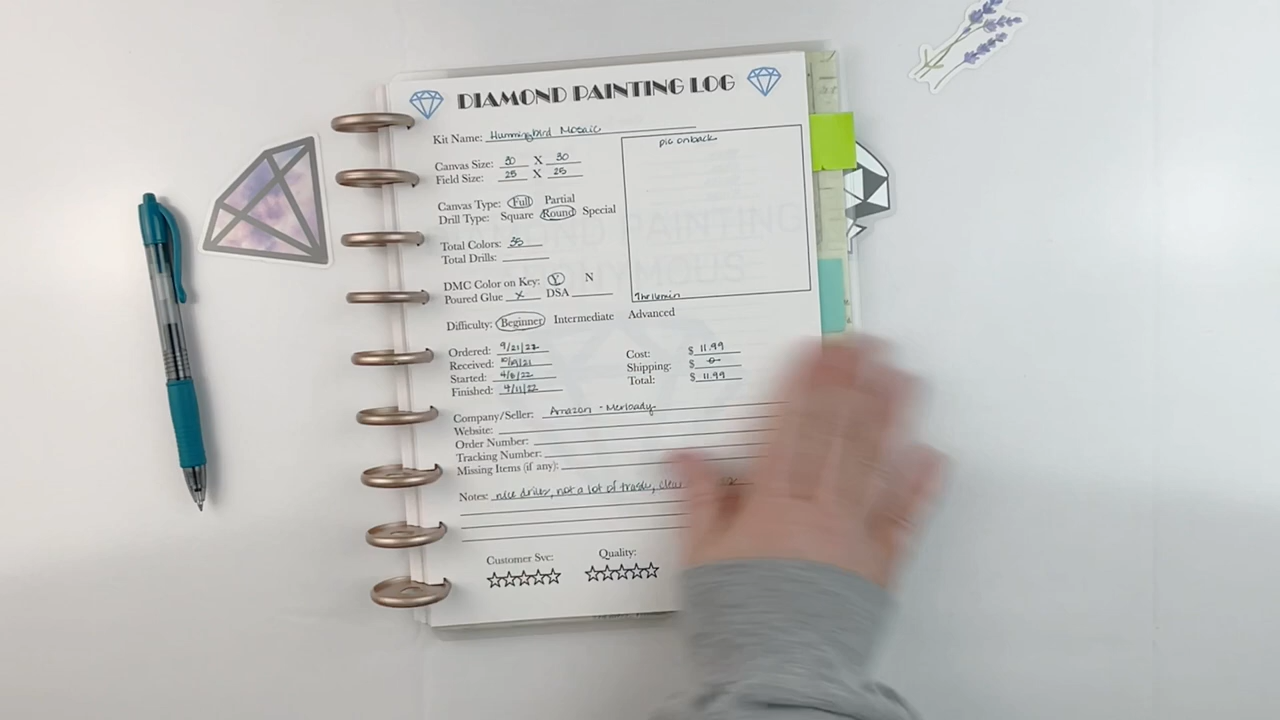 DIAMOND PAINTING LOG
Kit Name: Hummingbird Mosaic
pic on back
Canvas Size: 30 X 30
Field Size: 25 X 25
Canvas Type: Full Partial
Drill Type: Square Round Special
Total Colors: 35
Total Drills:
DMC Color on Key: Y N
Poured Glue X DSA
Difficulty: Beginner Intermediate Advanced
Ordered: 9/21/22
Received: 10/19/21
Started: 4/6/22
Finished: 4/11/22
Cost: $ 11.99
Shipping: $ 0
Total: $ 11.99
Company/Seller: Amazon - Merloady
Website:
Order Number:
Tracking Number:
Missing Items (if any):
Notes: nice drills, not a lot of trash,
Customer Svc: Quality: